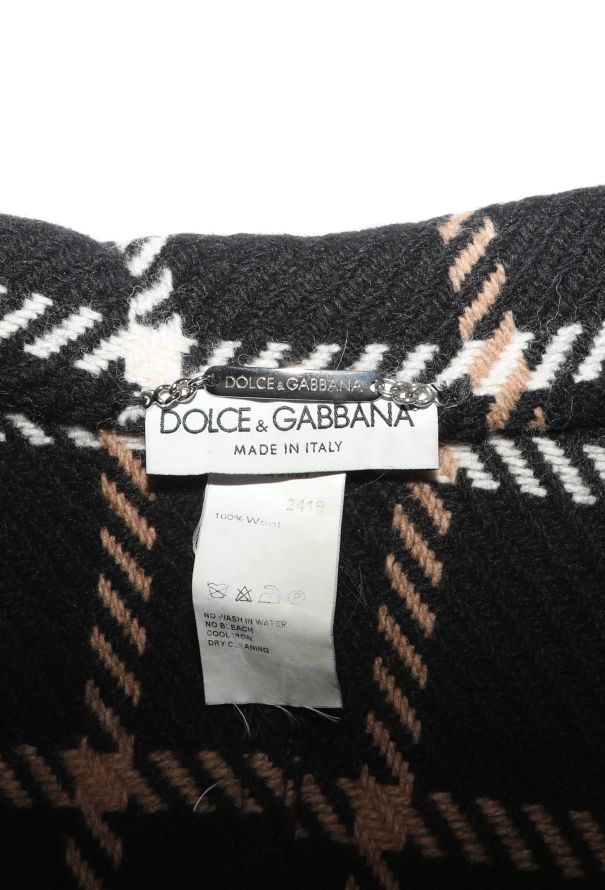 DOLCE & GABBANA
DOLCE & GABBANA
MADE IN ITALY
2419
100% Wool
NO WASH IN WATER
NO BLEACH
COOL IRON
DRY CLEANING